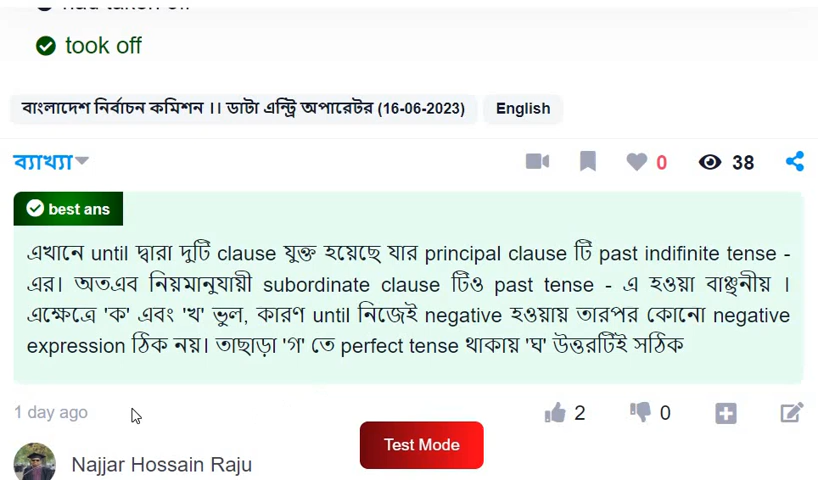 had taken off
took off
বাংলাদেশ নির্বাচন কমিশন ।। ডাটা এন্ট্রি অপারেটর (16-06-2023) English
ব্যাখ্যা 0 38
best ans
এখানে until দ্বারা দুটি clause যুক্ত হয়েছে যার principal clause টি past indifinite tense -
এর। অতএব নিয়মানুযায়ী subordinate clause টিও past tense - এ হওয়া বাঞ্ছনীয় ।
এক্ষেত্রে 'ক' এবং 'খ' ভুল, কারণ until নিজেই negative হওয়ায় তারপর কোনো negative
expression ঠিক নয়। তাছাড়া 'গ' তে perfect tense থাকায় 'ঘ' উত্তরটিই সঠিক
1 day ago 2 0
Test Mode
Najjar Hossain Raju